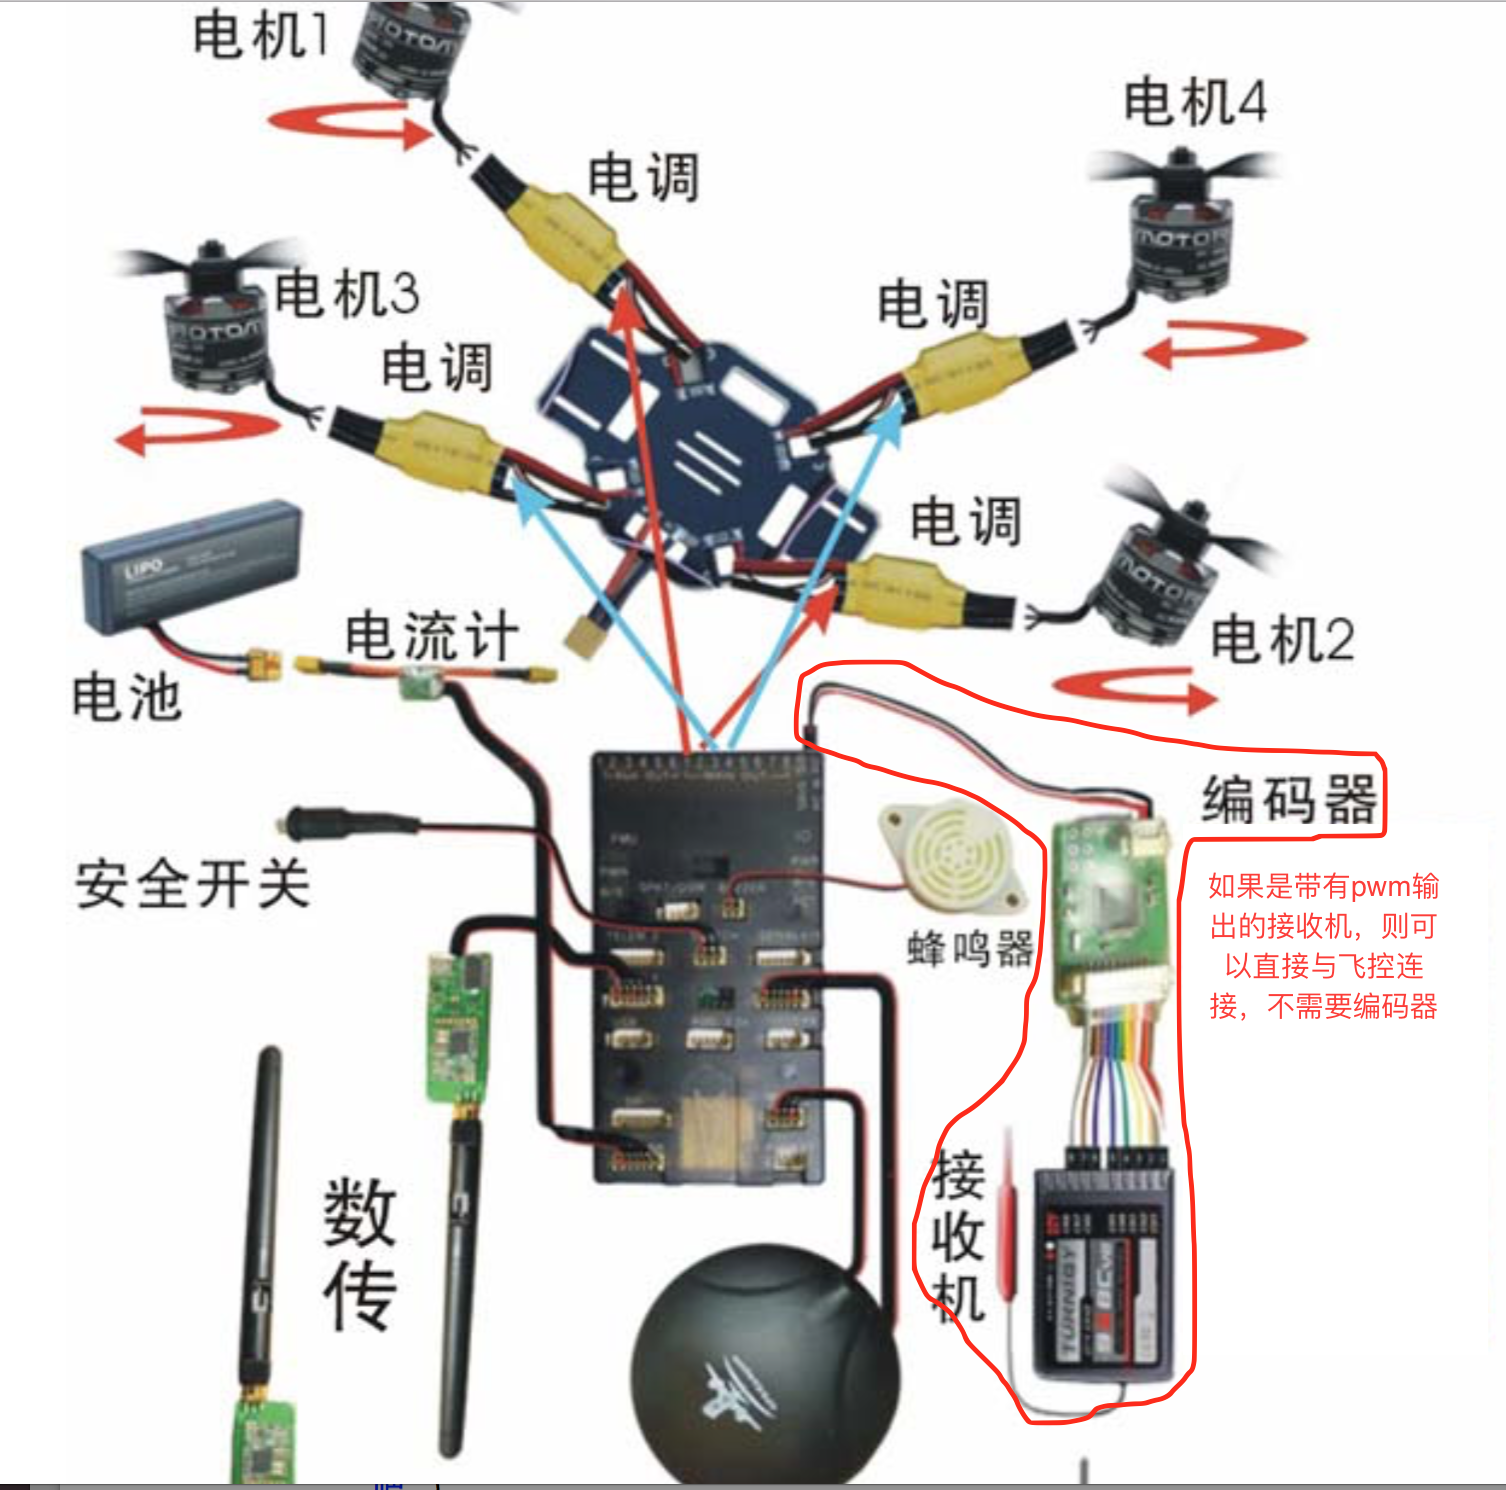 电机1
电机4
电调
电机3
电调
电调
电调
LIPO
电机2
电流计
电池
编码器
安全开关
如果是带有pwm输
出的接收机，则可
以直接与飞控连
接，不需要编码器
蜂鸣器
数传
接收机
TURNIGY
MOTOR
MOTOR